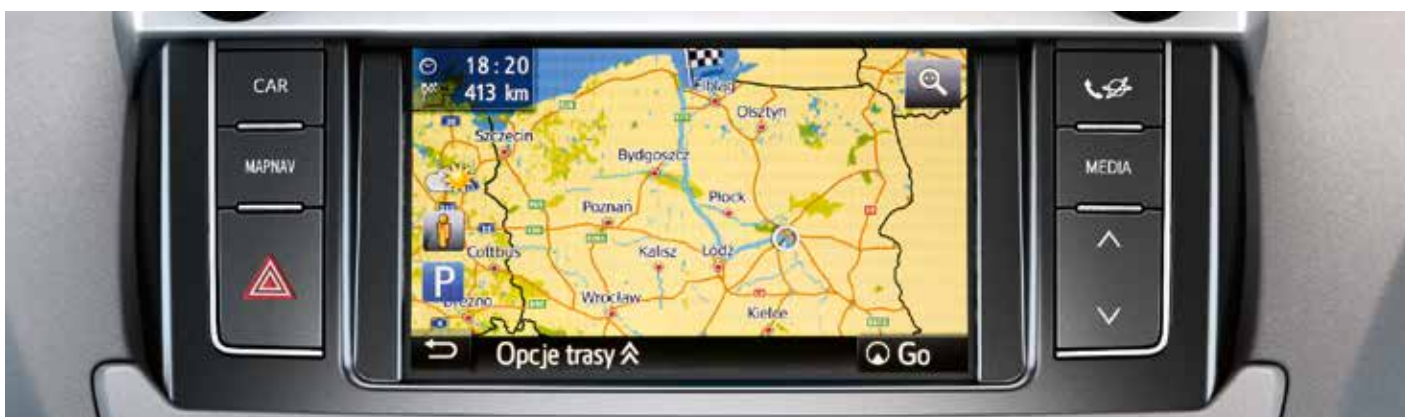 CAR
MAPNAV
18:20
413 km
Elbląg
Olsztyn
Szczecin
Bydgoszcz
Płock
Poznań
Cottbus
Kalisz
Łódź
P
Wrocław
Kielce
Opcje trasy
Go
MEDIA